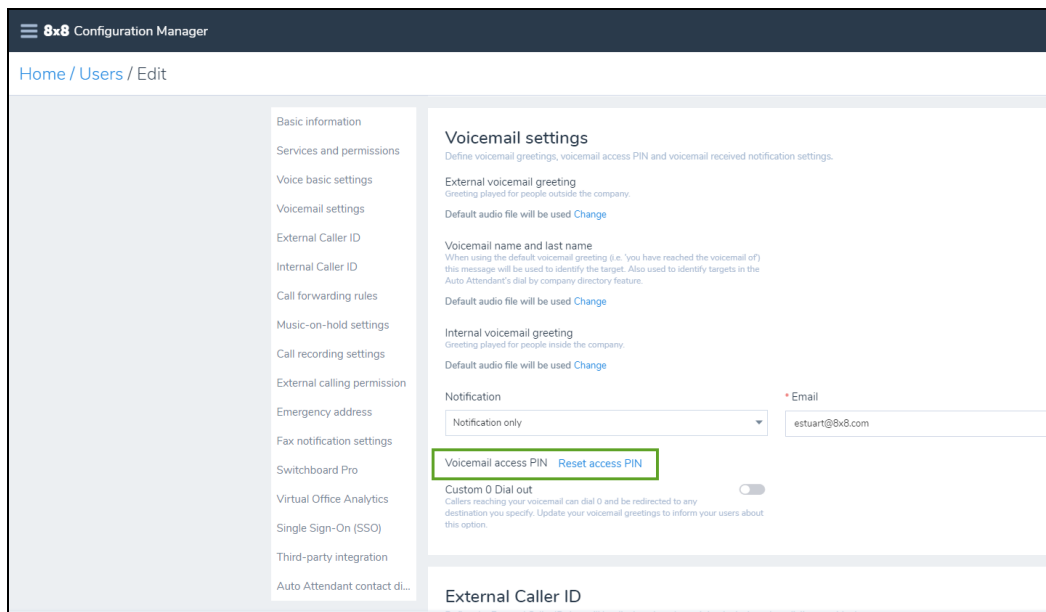 8x8 Configuration Manager
Home / Users / Edit
Basic information
Services and permissions
Voice basic settings
Voicemail settings
External Caller ID
Internal Caller ID
Call forwarding rules
Music-on-hold settings
Call recording settings
External calling permission
Emergency address
Fax notification settings
Switchboard Pro
Virtual Office Analytics
Single Sign-On (SSO)
Third-party integration
Auto Attendant contact di...
Voicemail settings
Define voicemail greetings, voicemail access PIN and voicemail received notification settings.
External voicemail greeting
Greeting played for people outside the company.
Default audio file will be used Change
Voicemail name and last name
When using the default voicemail greeting (i.e. 'you have reached the voicemail of')
this message will be used to identify the target. Also used to identify targets in the
Auto Attendant's dial by company directory feature.
Default audio file will be used Change
Internal voicemail greeting
Greeting played for people inside the company.
Default audio file will be used Change
Notification
* Email
Notification only
estuart@8x8.com
Voicemail access PIN Reset access PIN
Custom 0 Dial out
Callers reaching your voicemail can dial 0 and be redirected to any
destination you specify. Update your voicemail greetings to inform your users about
this option.
External Caller ID